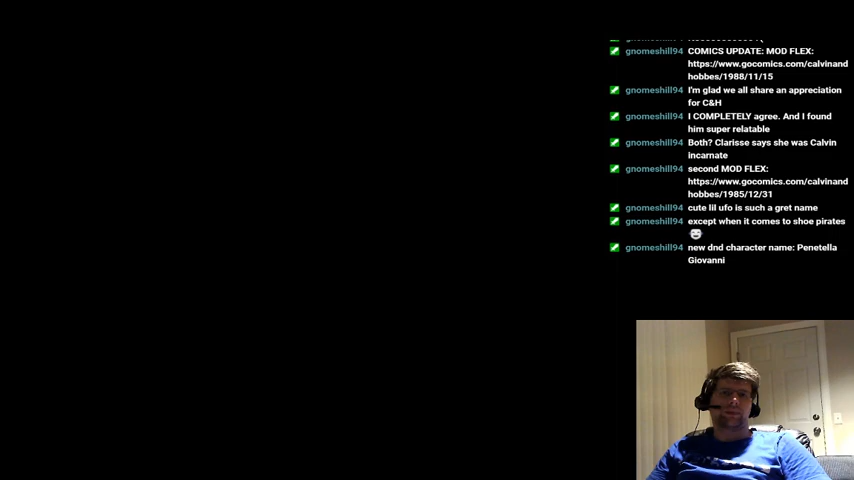 gnomeshill94 COMICS UPDATE: MOD FLEX:
https://www.gocomics.com/calvinand
hobbes/1988/11/15
gnomeshill94 I'm glad we all share an appreciation
for C&H
gnomeshill94 I COMPLETELY agree. And I found
him super relatable
gnomeshill94 Both? Clarisse says she was Calvin
Incarnate
gnomeshill94 second MOD FLEX:
https://www.gocomics.com/calvinand
hobbes/1985/12/31
gnomeshill94 cute lil ufo is such a gret name
gnomeshill94 except when it comes to shoe pirates
gnomeshill94 new dnd character name: Penetella
Giovanni